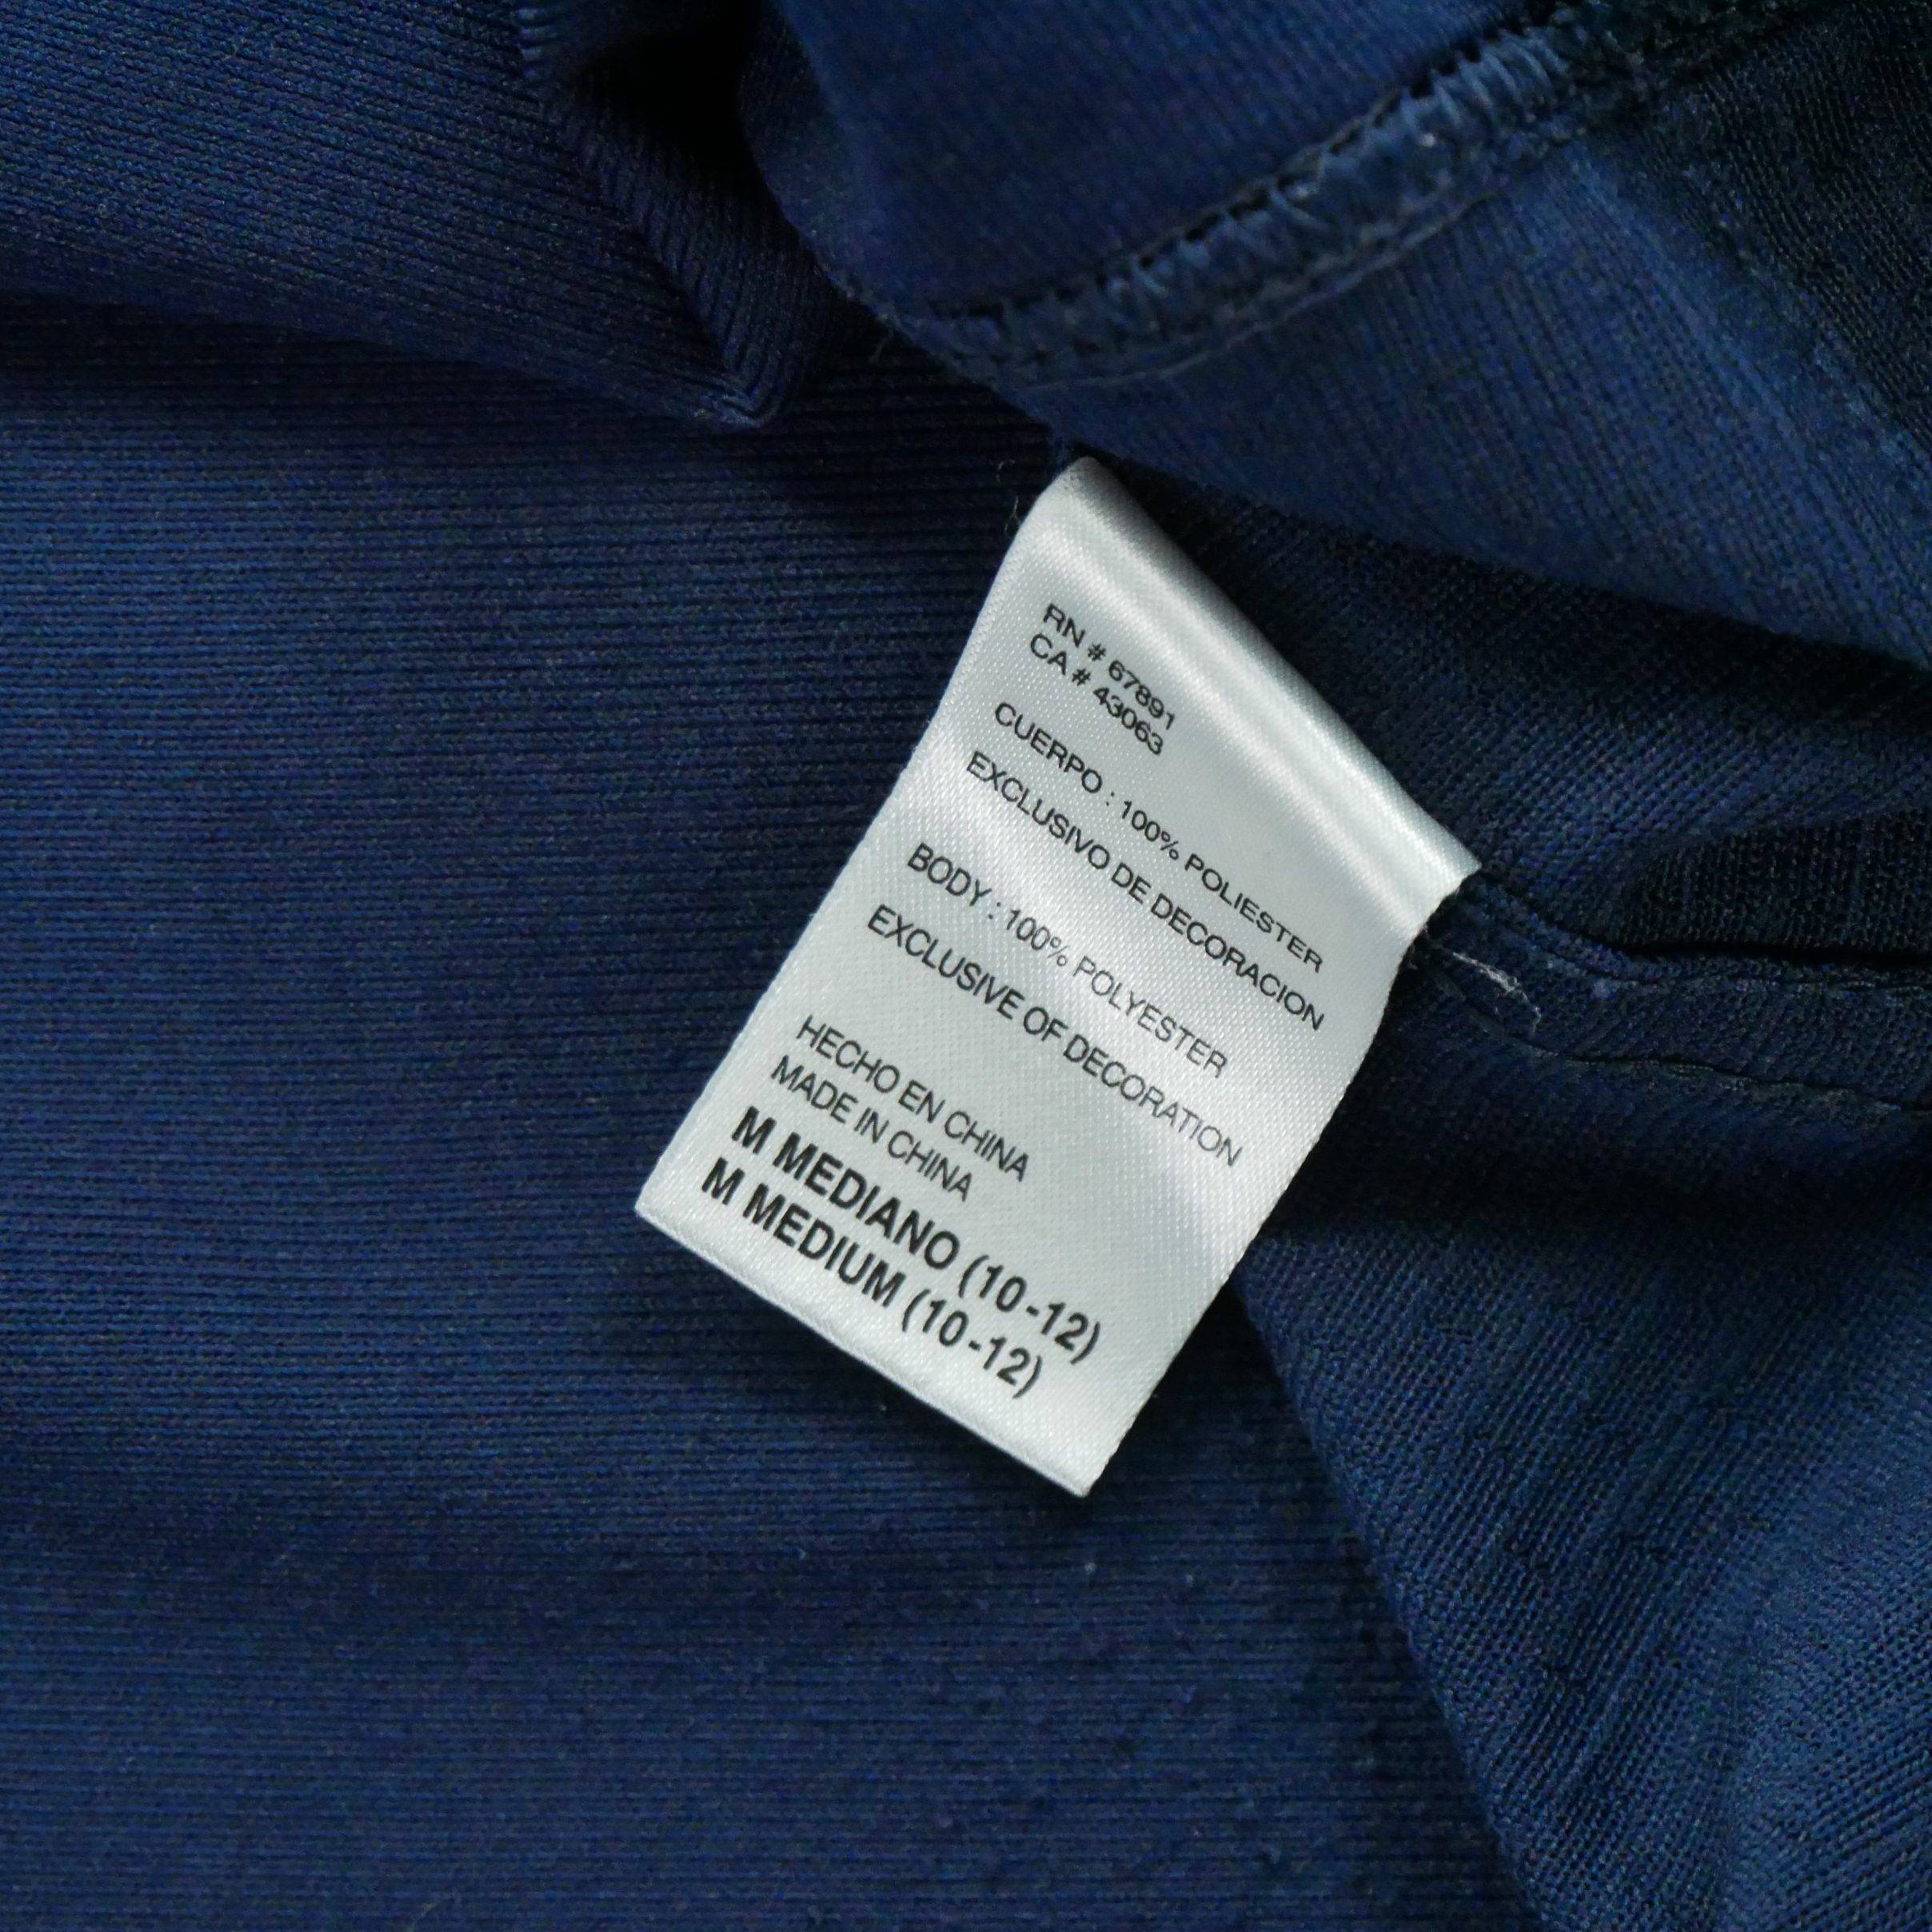 RN # 67891
CA # 43063
CUERPO : 100% POLIESTER
EXCLUSIVO DE DECORACION
BODY : 100% POLYESTER
EXCLUSIVE OF DECORATION
HECHO EN CHINA
MADE IN CHINA
M MEDIANO (10-12)
M MEDIUM (10-12)